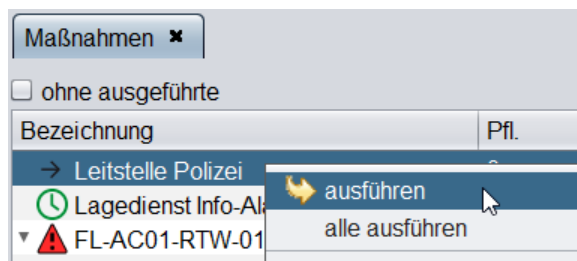 Maßnahmen
ohne ausgeführte
Bezeichnung Pfl.
Leitstelle Polizei
ausführen
Lagedienst Info-Al
alle ausführen
FL-AC01-RTW-01